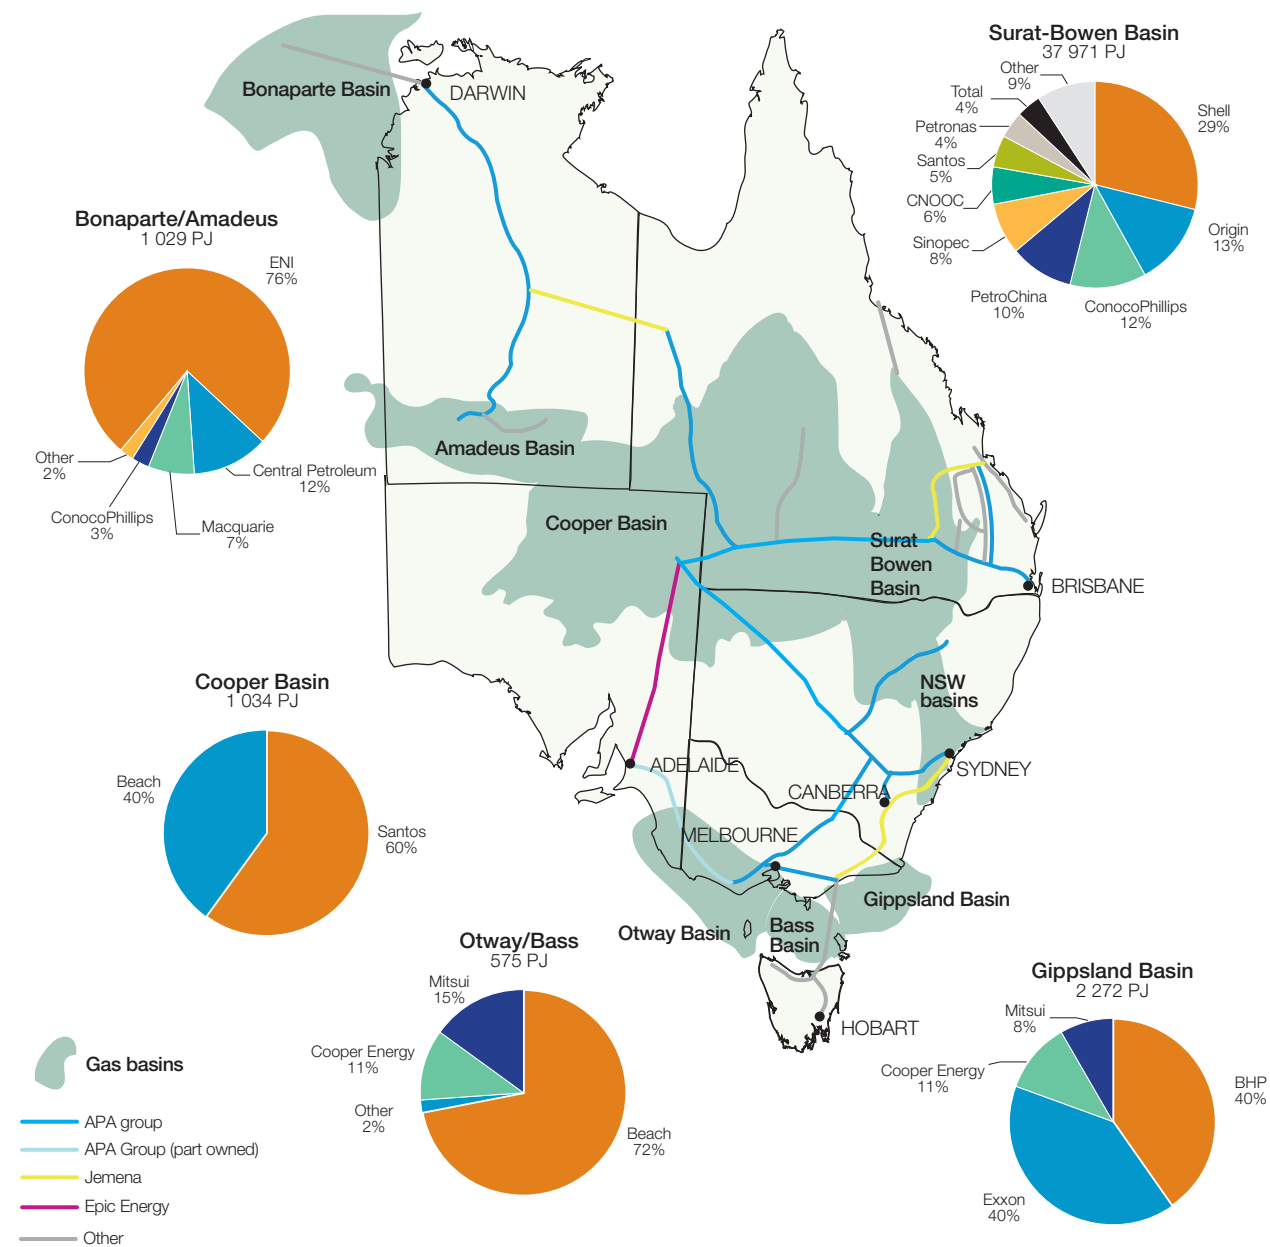 Surat-Bowen Basin
37 971 PJ
Other
9%
Total
4%
Petronas
4%
Santos
5%
CNOOC
6%
Sinopec
8%
PetroChina
10%
ConocoPhillips
12%
Origin
13%
Shell
29%
Bonaparte Basin
DARWIN
Bonaparte/Amadeus
1 029 PJ
ENI
76%
Other
2%
ConocoPhillips
3%
Macquarie
7%
Central Petroleum
12%
Amadeus Basin
Cooper Basin
Surat
Bowen
Basin
BRISBANE
NSW
basins
SYDNEY
CANBERRA
ADELAIDE
MELBOURNE
Gippsland Basin
Otway Basin
Bass
Basin
HOBART
Cooper Basin
1 034 PJ
Beach
40%
Santos
60%
Otway/Bass
575 PJ
Mitsui
15%
Cooper Energy
11%
Other
2%
Beach
72%
Gippsland Basin
2 272 PJ
Mitsui
8%
Cooper Energy
11%
BHP
40%
Exxon
40%
Gas basins
APA group
APA Group (part owned)
Jemena
Epic Energy
Other